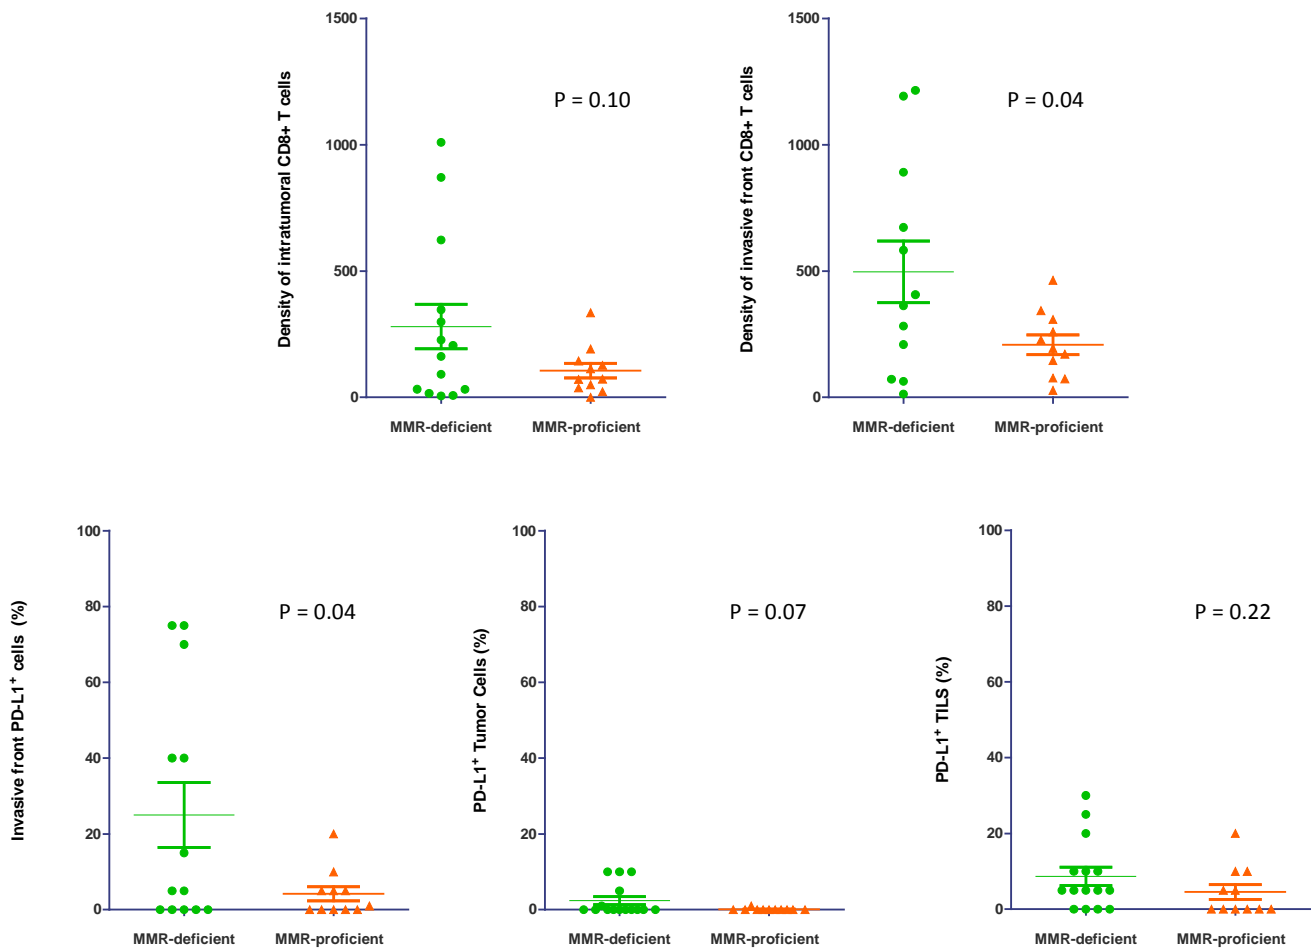 Density of intratumoral CD8+ T cells
1500
1000
500
0
P = 0.10
MMR-deficient
MMR-proficient
Density of invasive front CD8+ T cells
1500
1000
500
0
P = 0.04
MMR-deficient
MMR-proficient
Invasive front PD-L1⁺ cells (%)
100
80
60
40
20
0
P = 0.04
MMR-deficient
MMR-proficient
PD-L1⁺ Tumor Cells (%)
100
80
60
40
20
0
P = 0.07
MMR-deficient
MMR-proficient
PD-L1⁺ TILS (%)
100
80
60
40
20
0
P = 0.22
MMR-deficient
MMR-proficient